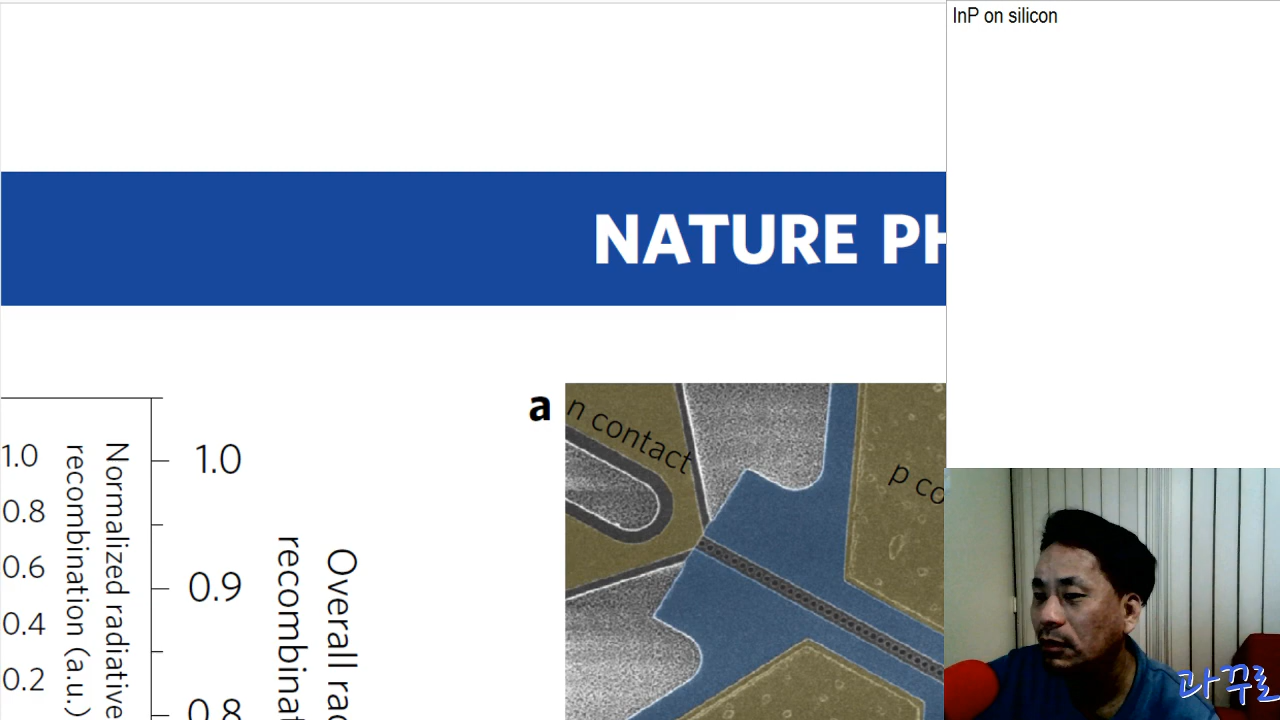 InP on silicon
NATURE PH
a
n contact
p co
1.0
0.8
0.6
0.4
0.2
Normalized radiative
recombination (a.u.)
1.0
0.9
0.8
Overall rad
recombinat
과꾸로